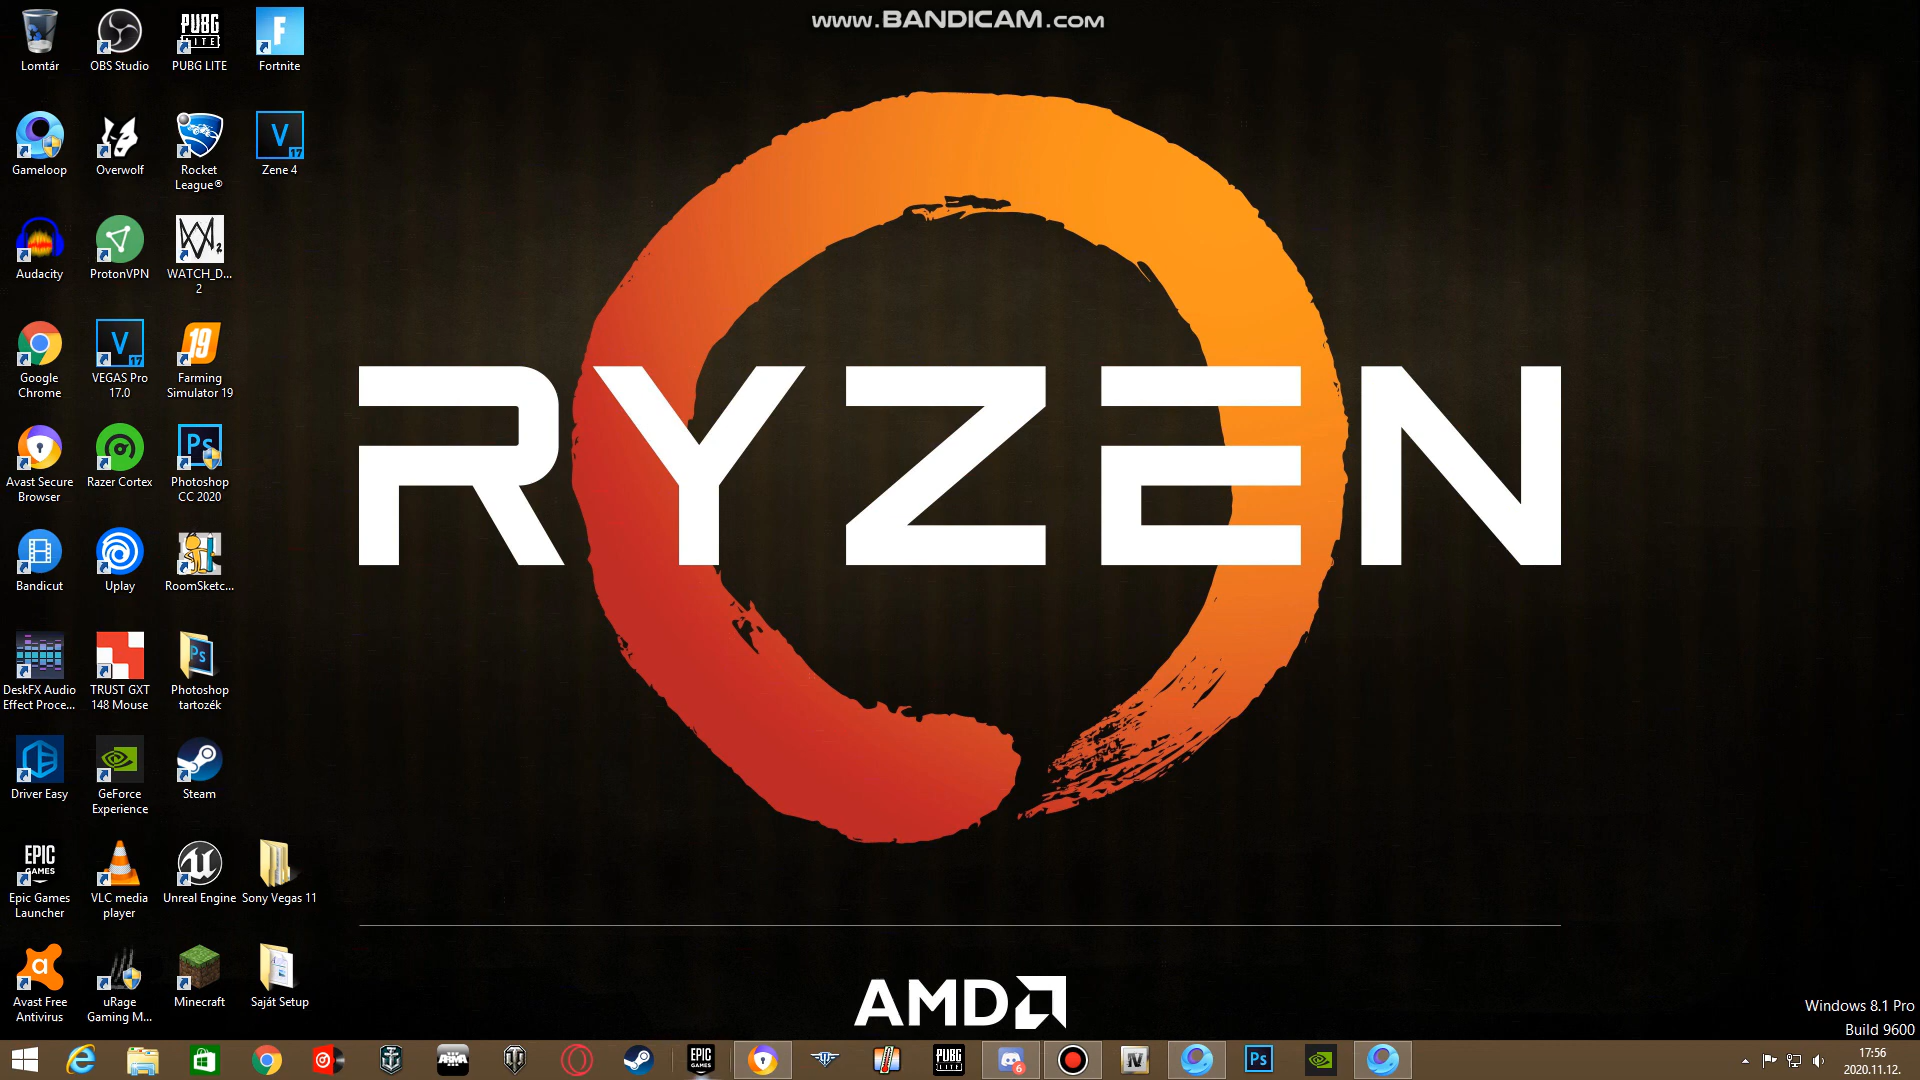 www.BANDICAM.com
Lomtár
OBS Studio
PUBG LITE
Fortnite
Gameloop
Overwolf
Rocket
League®
Zene 4
Audacity
ProtonVPN
WATCH_D...
2
Google
Chrome
VEGAS Pro
17.0
Farming
Simulator 19
Avast Secure
Browser
Razer Cortex
Photoshop
CC 2020
Bandicut
Uplay
RoomSketc...
DeskFX Audio
Effect Proce...
TRUST GXT
148 Mouse
Photoshop
tartozék
Driver Easy
GeForce
Experience
Steam
Epic Games
Launcher
VLC media
player
Unreal Engine
Sony Vegas 11
Avast Free
Antivirus
uRage
Gaming M...
Minecraft
Saját Setup
RYZEN
AMD
Windows 8.1 Pro
Build 9600
17:56
2020.11.12.